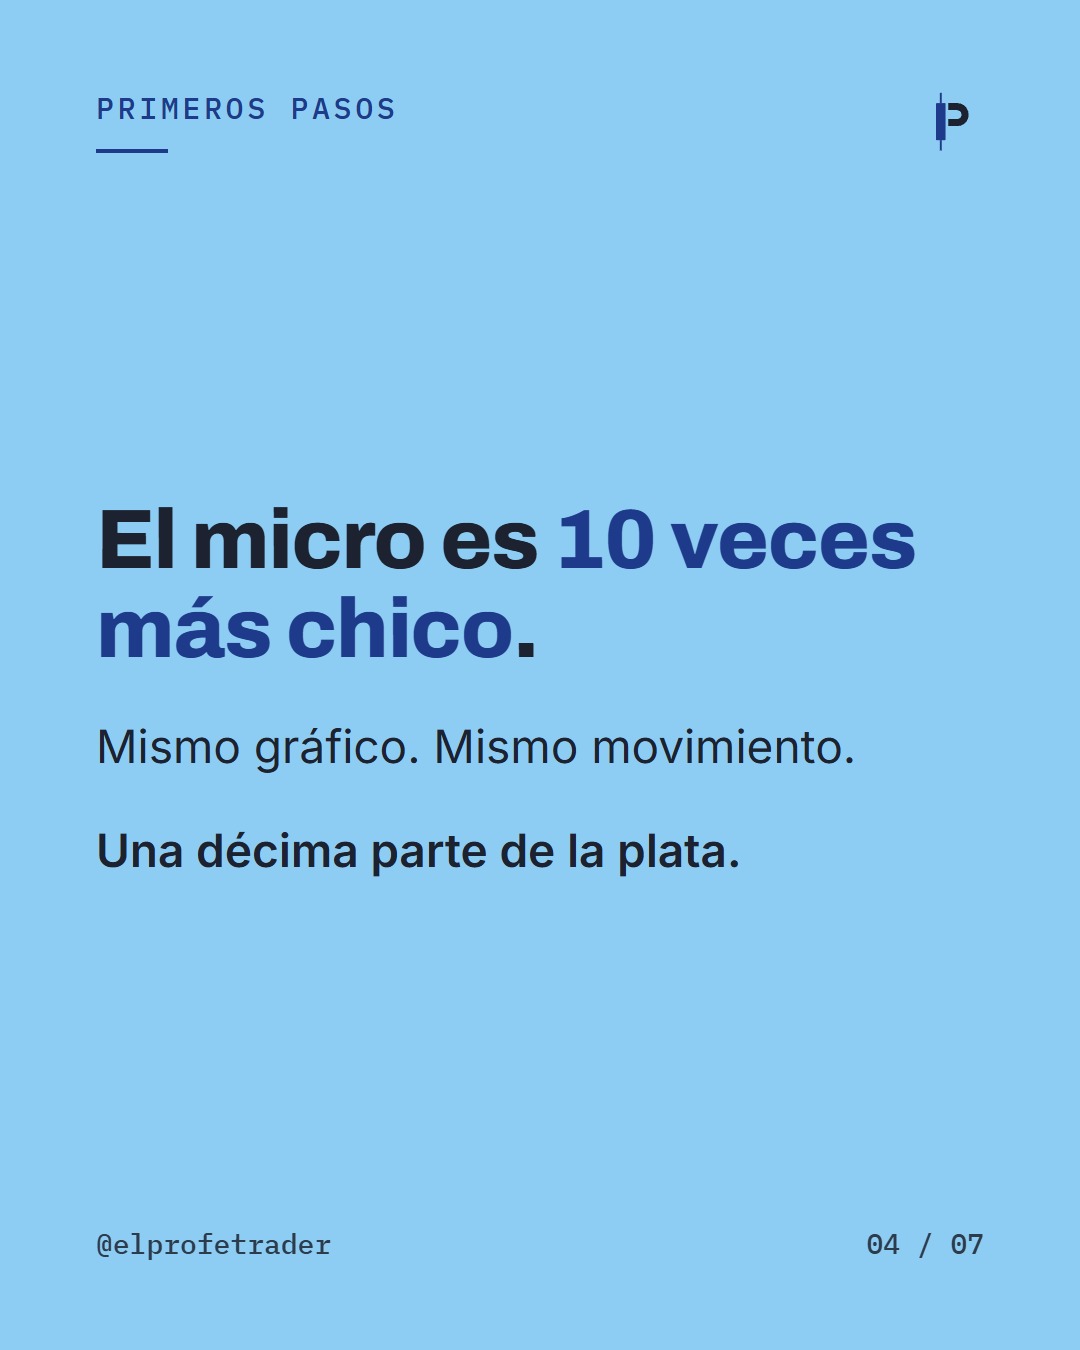 PRIMEROS PASOS
El micro es 10 veces
más chico.
Mismo gráfico. Mismo movimiento.
Una décima parte de la plata.
@elprofetrader
04 / 07